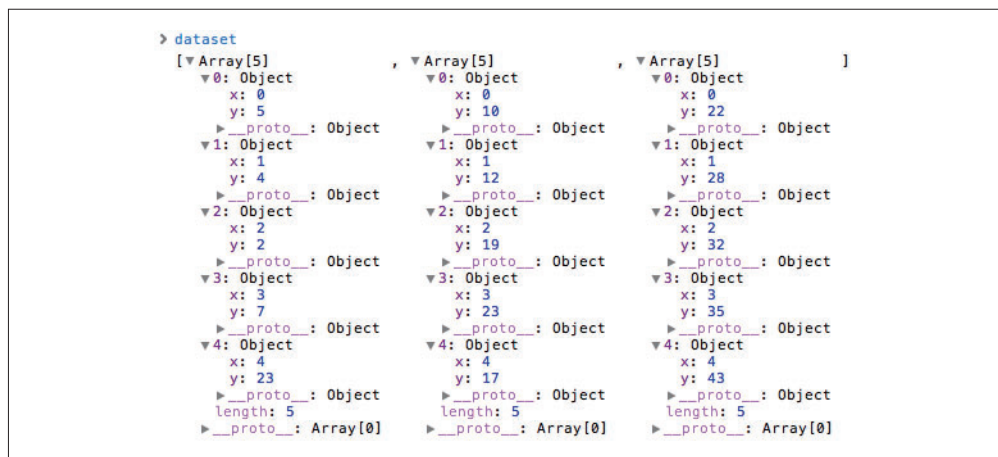 > dataset
[▼Array[5] , ▼Array[5] , ▼Array[5] ]
▼0: Object ▼0: Object ▼0: Object
x: 0 x: 0 x: 0
y: 5 y: 10 y: 22
▶__proto__: Object ▶__proto__: Object ▶__proto__: Object
▼1: Object ▼1: Object ▼1: Object
x: 1 x: 1 x: 1
y: 4 y: 12 y: 28
▶__proto__: Object ▶__proto__: Object ▶__proto__: Object
▼2: Object ▼2: Object ▼2: Object
x: 2 x: 2 x: 2
y: 2 y: 19 y: 32
▶__proto__: Object ▶__proto__: Object ▶__proto__: Object
▼3: Object ▼3: Object ▼3: Object
x: 3 x: 3 x: 3
y: 7 y: 23 y: 35
▶__proto__: Object ▶__proto__: Object ▶__proto__: Object
▼4: Object ▼4: Object ▼4: Object
x: 4 x: 4 x: 4
y: 23 y: 17 y: 43
▶__proto__: Object ▶__proto__: Object ▶__proto__: Object
length: 5 length: 5 length: 5
▶__proto__: Array[0] ▶__proto__: Array[0] ▶__proto__: Array[0]